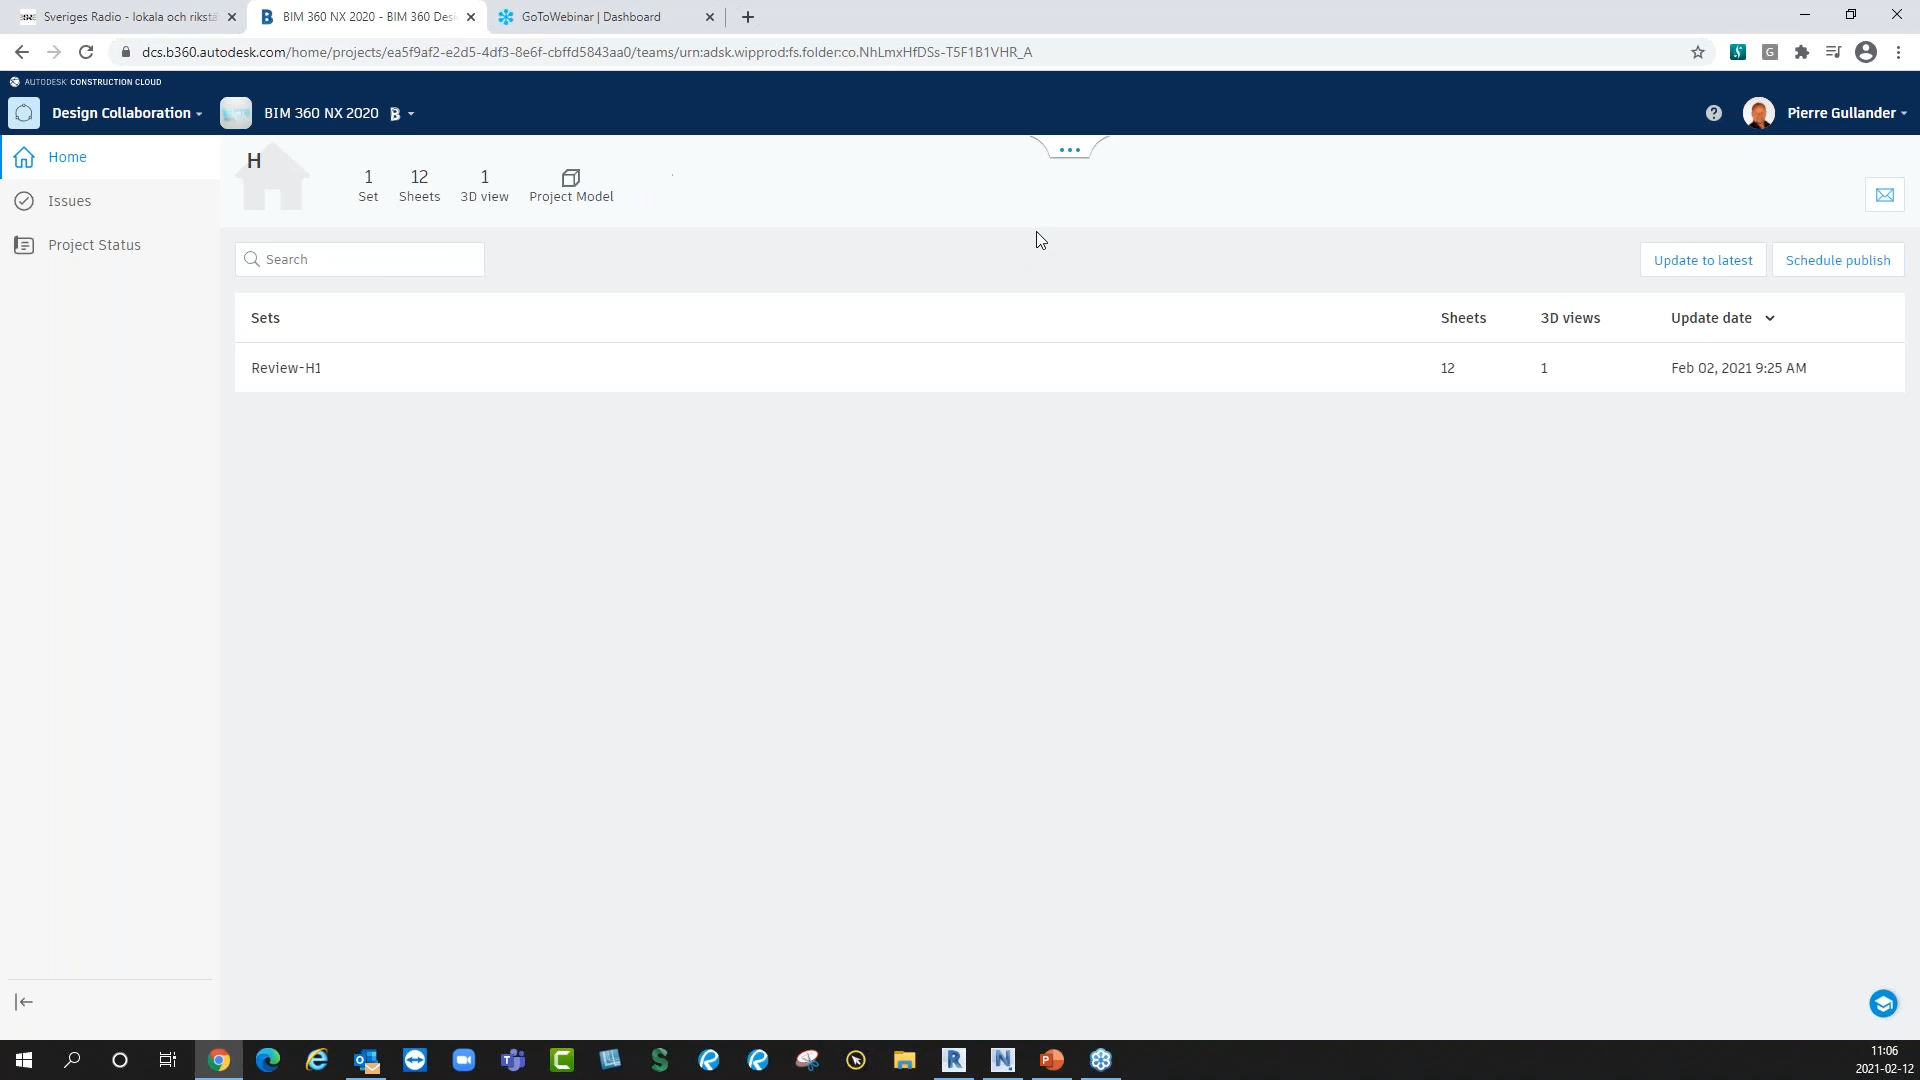 Sveriges Radio - lokala och rikstä
BIM 360 NX 2020 - BIM 360 Desi
GoToWebinar | Dashboard
dcs.b360.autodesk.com/home/projects/ea5f9af2-e2d5-4df3-8e6f-cbffd5843aa0/teams/urn:adsk.wipprod:fs.folder:co.NhLmxHfDSs-T5F1B1VHR_A
AUTODESK CONSTRUCTION CLOUD
Design Collaboration
BIM 360 NX 2020
Pierre Gullander
Home
Issues
Project Status
H
1 12 1
Set Sheets 3D view Project Model
Search
Update to latest
Schedule publish
Sets Sheets 3D views Update date
Review-H1 12 1 Feb 02, 2021 9:25 AM
11:06
2021-02-12